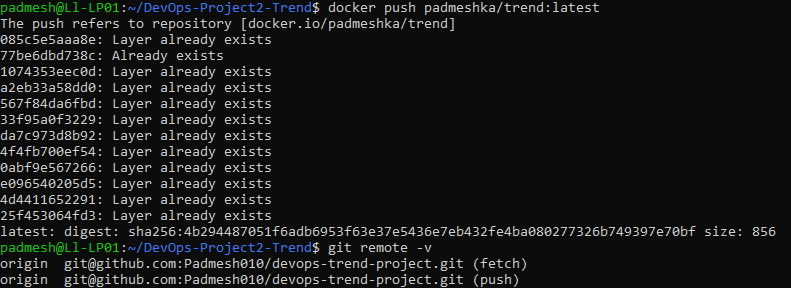 padmesh@Ll-LP01:~/DevOps-Project2-Trend$ docker push padmeshka/trend:latest
The push refers to repository [docker.io/padmeshka/trend]
085c5e5aaa8e: Layer already exists
77be6dbd738c: Already exists
1074353eec0d: Layer already exists
a2eb33a58dd0: Layer already exists
567f84da6fbd: Layer already exists
33f95a0f3229: Layer already exists
da7c973d8b92: Layer already exists
4f4fb700ef54: Layer already exists
0abf9e567266: Layer already exists
e096540205d5: Layer already exists
4d4411652291: Layer already exists
25f453064fd3: Layer already exists
latest: digest: sha256:4b294487051f6adb6953f63e37e5436e7eb432fe4ba080277326b749397e70bf size: 856
padmesh@Ll-LP01:~/DevOps-Project2-Trend$ git remote -v
origin  git@github.com:Padmesh010/devops-trend-project.git (fetch)
origin  git@github.com:Padmesh010/devops-trend-project.git (push)